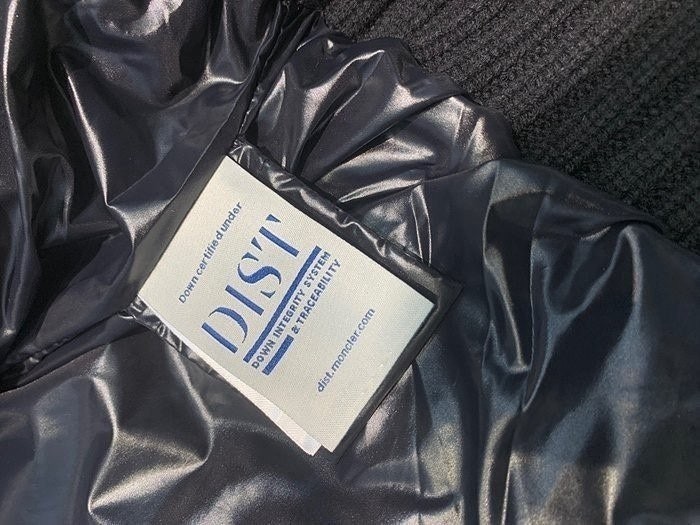 Down certified under
DIST
DOWN INTEGRITY SYSTEM
& TRACEABILITY
dist.moncler.com